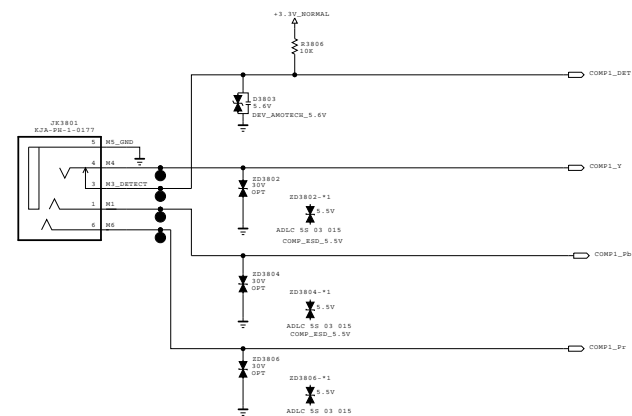 +3.3V_NORMAL
R3806
10K
COMP1_DET
D3803
5.6V
DEV_AMOTECH_5.6V
JK3801
KJA-PH-1-0177
5 M5_GND
4 M4
3 M3_DETECT
1 M1
6 M6
COMP1_Y
ZD3802
30V
OPT
ZD3802-*1
5.5V
ADLC 5S 03 015
COMP_ESD_5.5V
COMP1_Pb
ZD3804
30V
OPT
ZD3804-*1
5.5V
ADLC 5S 03 015
COMP_ESD_5.5V
COMP1_Pr
ZD3806
30V
OPT
ZD3806-*1
5.5V
ADLC 5S 03 015